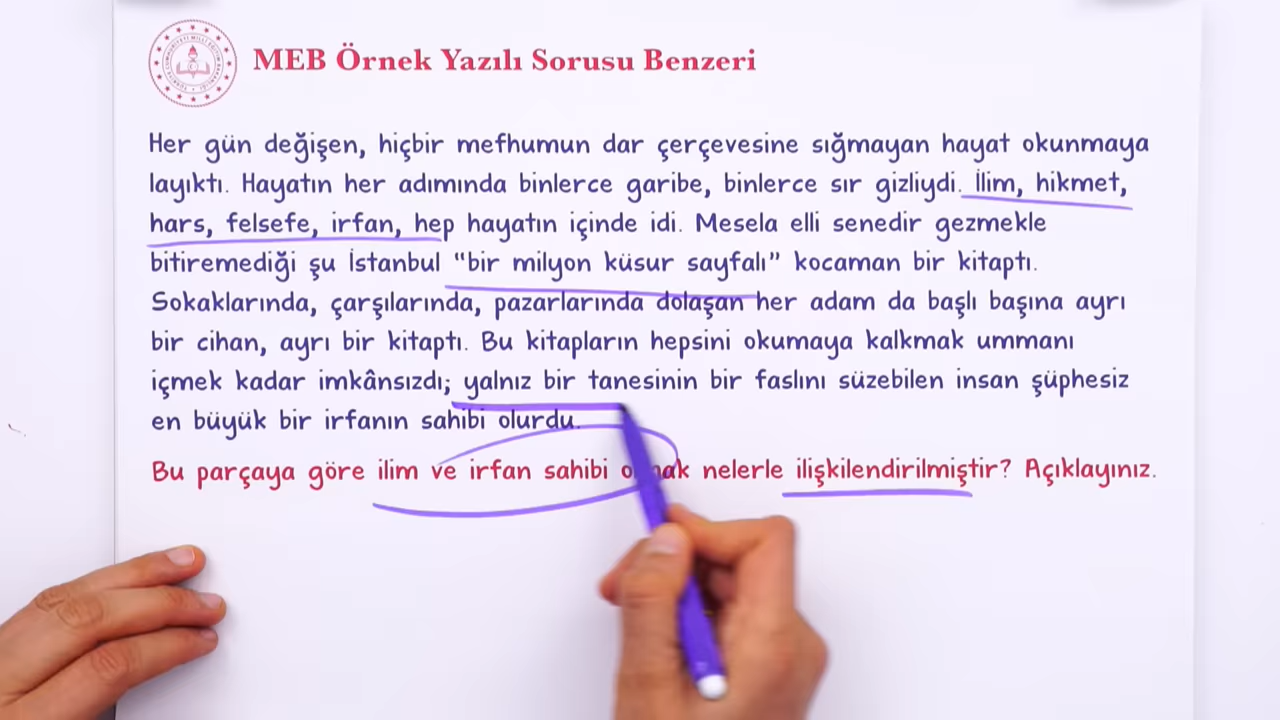 MEB Örnek Yazılı Sorusu Benzeri
Her gün değişen, hiçbir mefhumun dar çerçevesine sığmayan hayat okunmaya
layıktı. Hayatın her adımında binlerce garibe, binlerce sır gizliydi. İlim, hikmet,
hars, felsefe, irfan, hep hayatın içinde idi. Mesela elli senedir gezmekle
bitiremediği şu İstanbul "bir milyon küsur sayfalı" kocaman bir kitaptı.
Sokaklarında, çarşılarında, pazarlarında dolaşan her adam da başlı başına ayrı
bir cihan, ayrı bir kitaptı. Bu kitapların hepsini okumaya kalkmak ummanı
içmek kadar imkânsızdı; yalnız bir tanesinin bir faslını süzebilen insan şüphesiz
en büyük bir irfanın sahibi olurdu.
Bu parçaya göre ilim ve irfan sahibi nelerle ilişkilendirilmiştir? Açıklayınız.